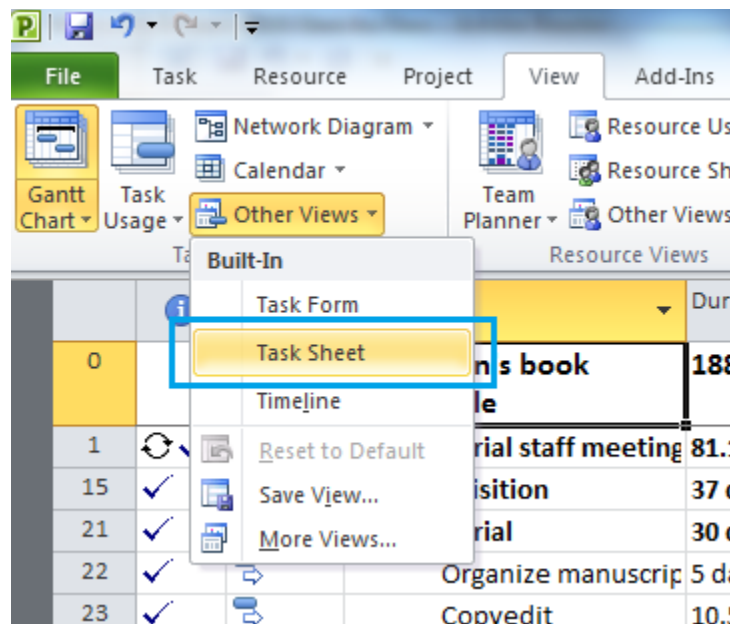 P
File Task Resource Project View Add-Ins
Network Diagram
Calendar
Other Views
Gantt Chart
Task Usage
Team Planner
Resource Us
Resource Sh
Other Views
Ta
Resource Views
Built-In
Task Form
Task Sheet
Timeline
Reset to Default
Save View...
More Views...
Dur
0 n's book 188
le
1 rial staff meeting 81.1
15 isition 37 d
21 rial 30 d
22 Organize manuscrip 5 da
23 Copyedit 10.5